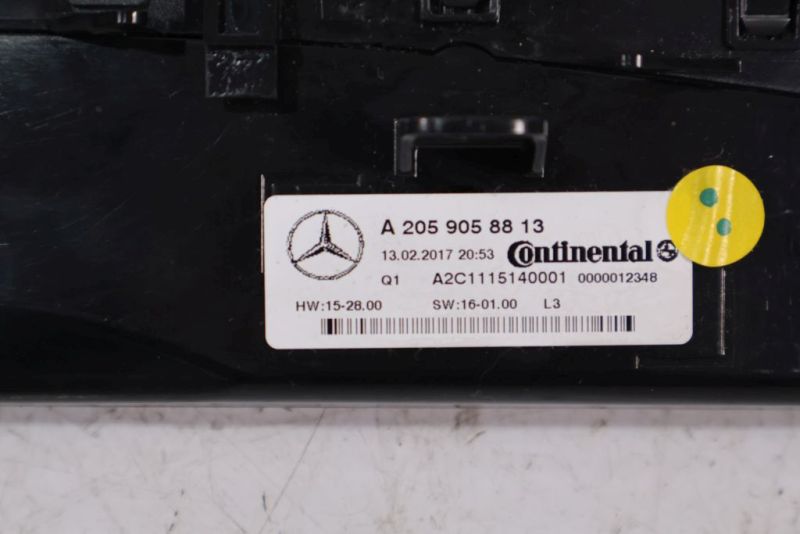 A 205 905 88 13
13.02.2017 20:53 Continental
Q1 A2C1115140001 0000012348
HW:15-28.00 SW:16-01.00 L3